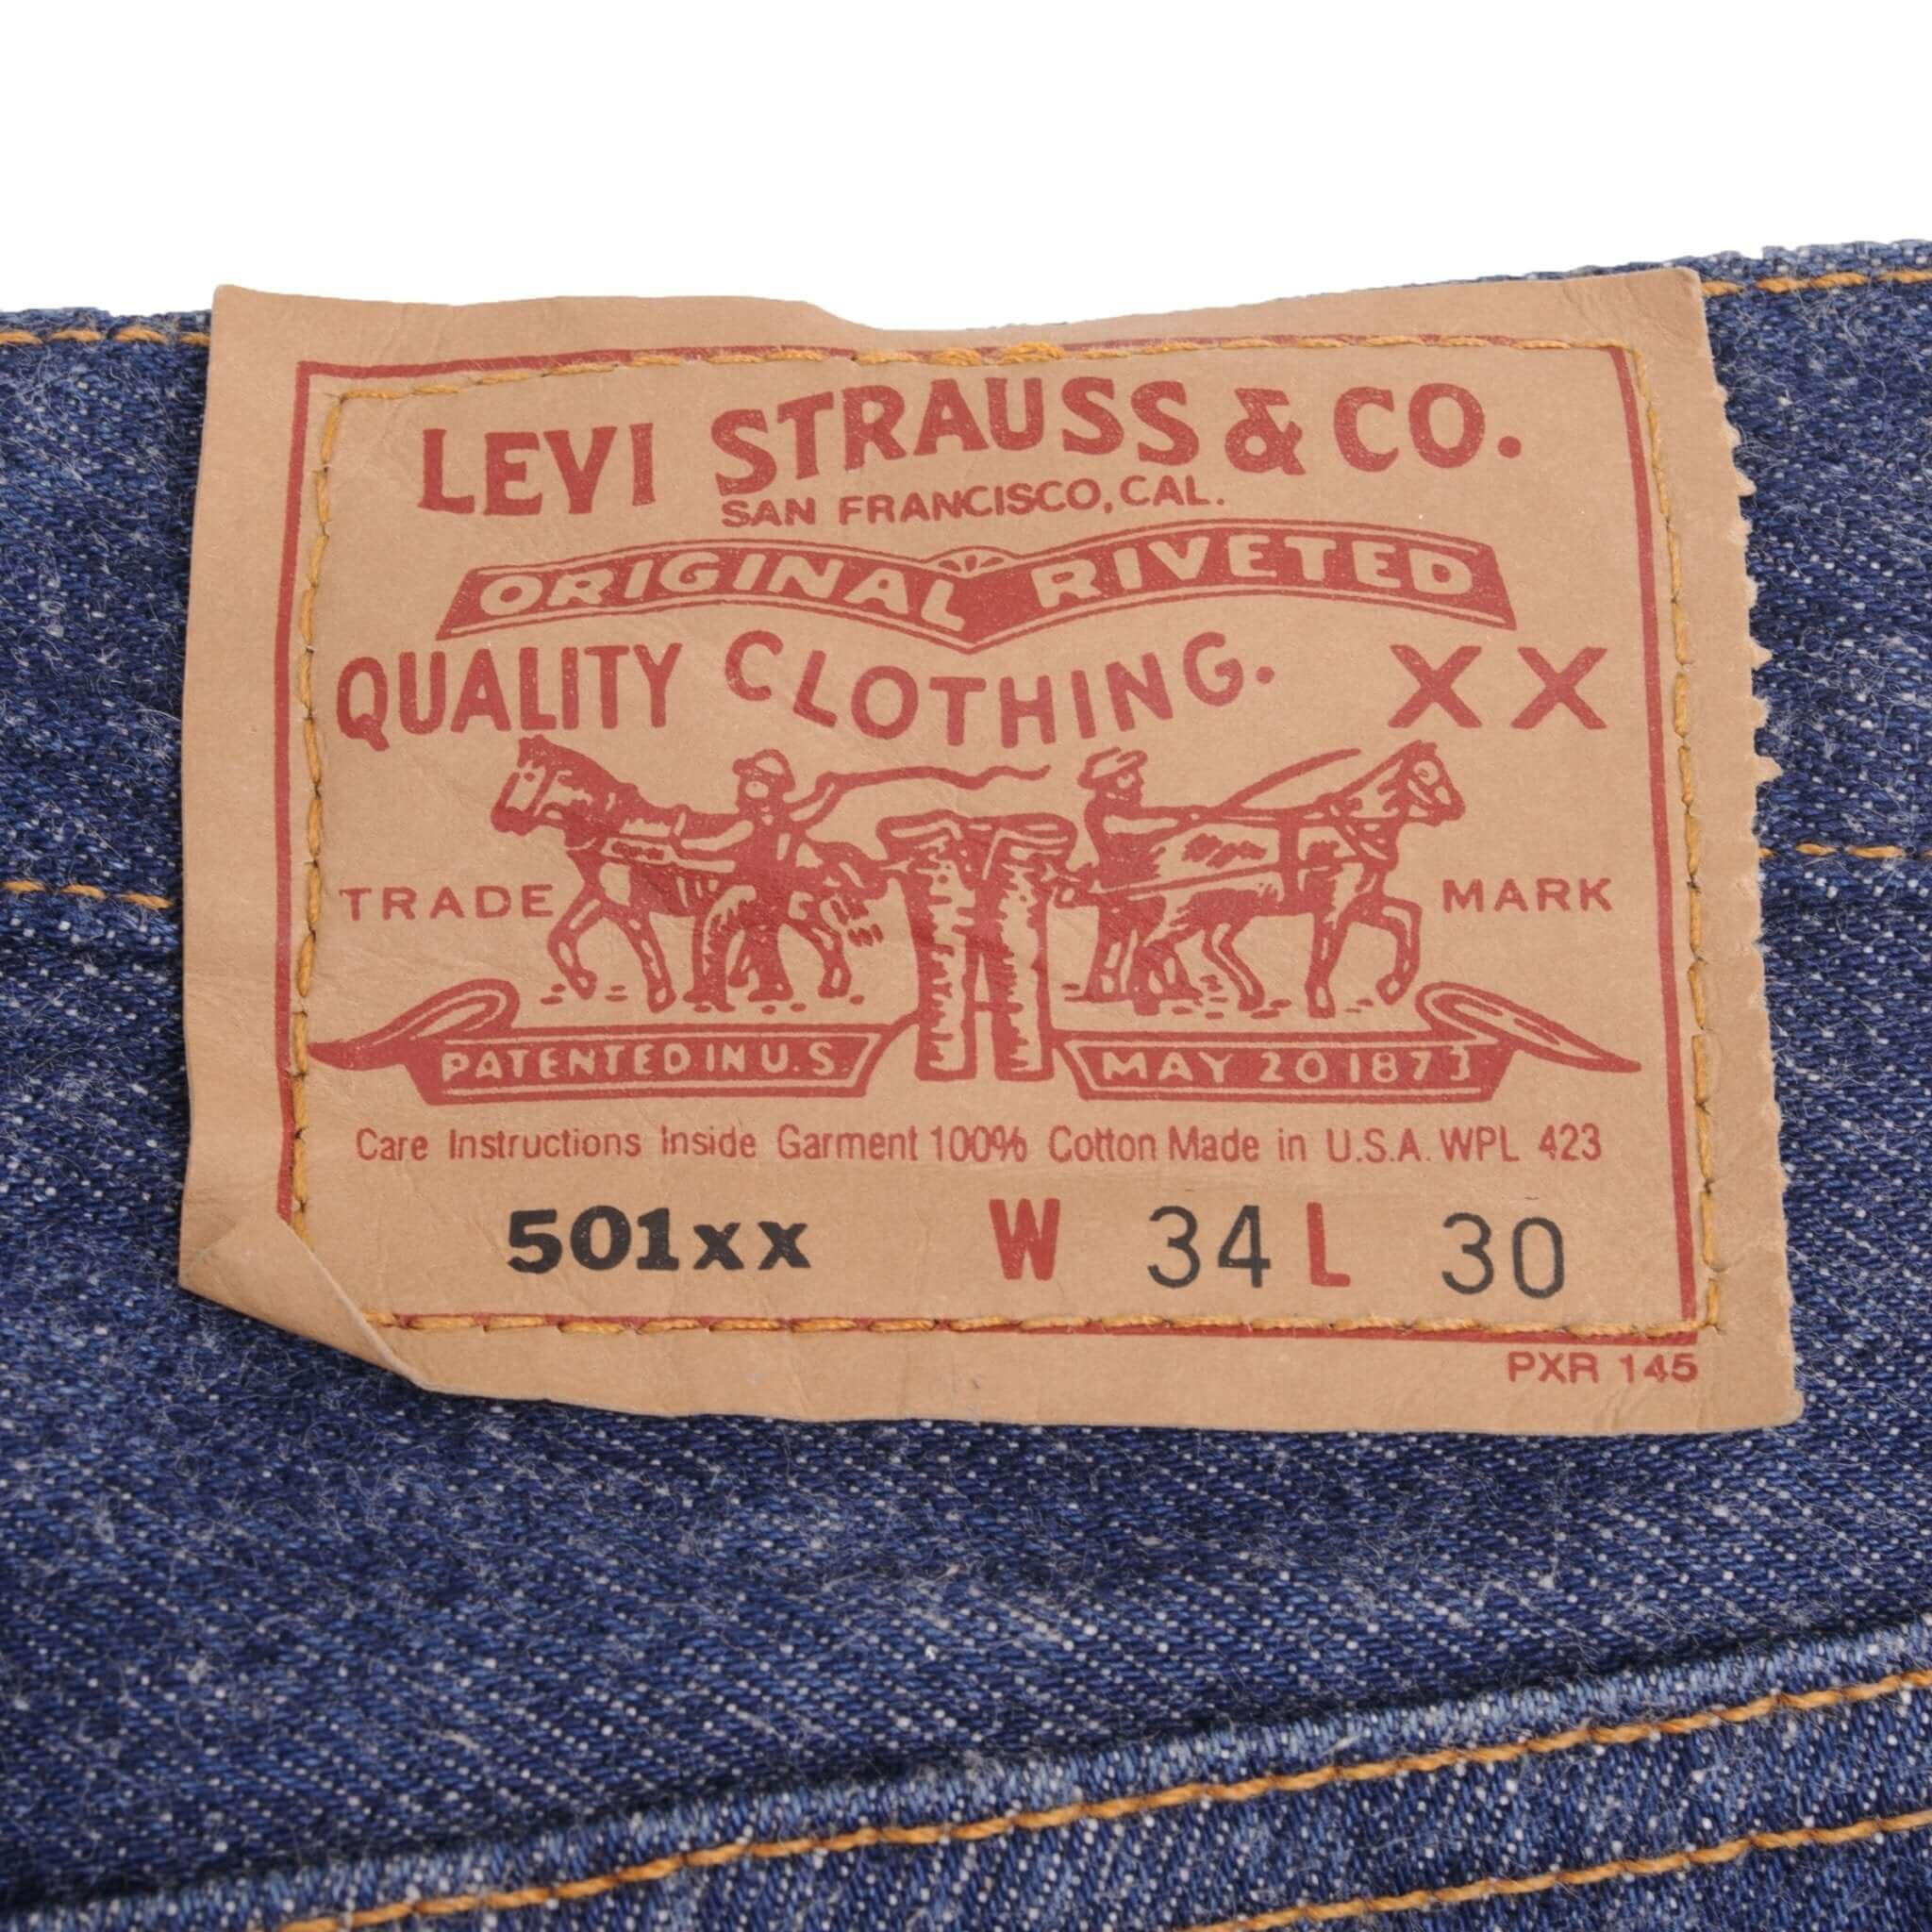 LEVI STRAUSS & CO.
SAN FRANCISCO, CAL.
ORIGINAL RIVETED
QUALITY CLOTHING. XX
TRADE MARK
PATENTED IN U.S. MAY 20 1873
Care Instructions Inside Garment 100% Cotton Made in U.S.A. WPL 423
501xx W 34 L 30
PXR 145